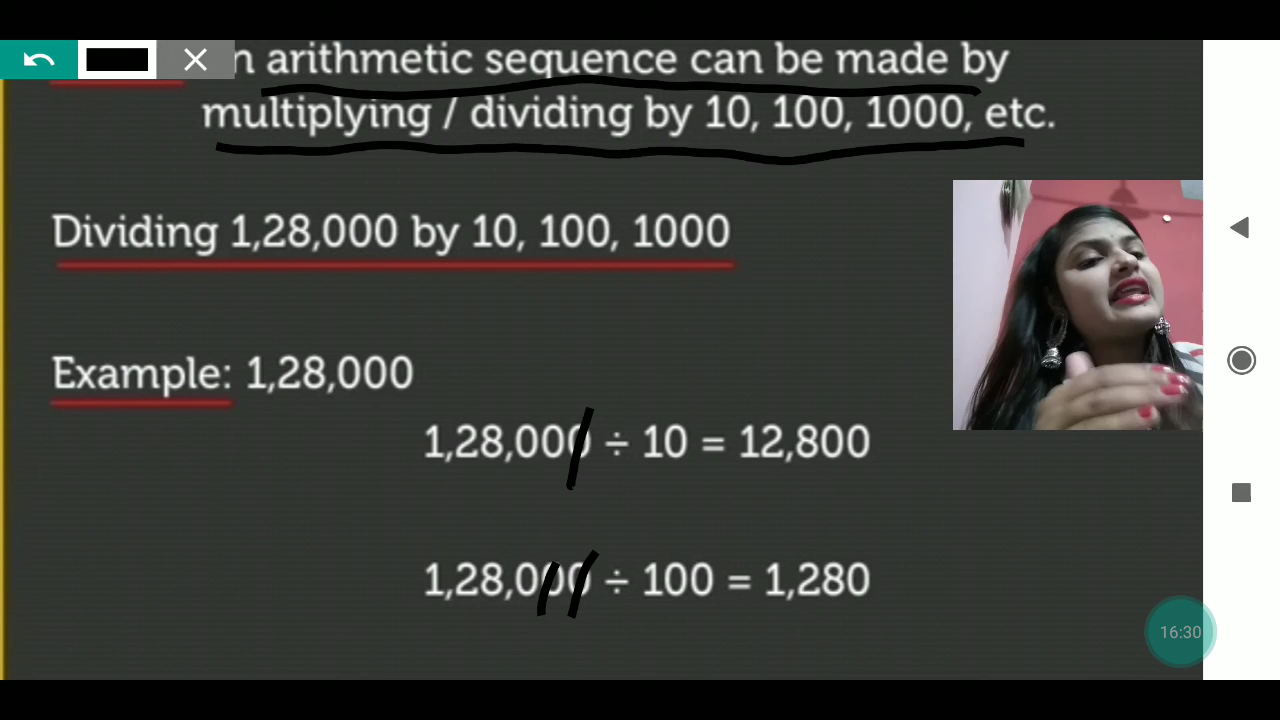 n arithmetic sequence can be made by
multiplying / dividing by 10, 100, 1000, etc.
Dividing 1,28,000 by 10, 100, 1000
Example: 1,28,000
1,28,000 ÷ 10 = 12,800
1,28,000 ÷ 100 = 1,280
16:30